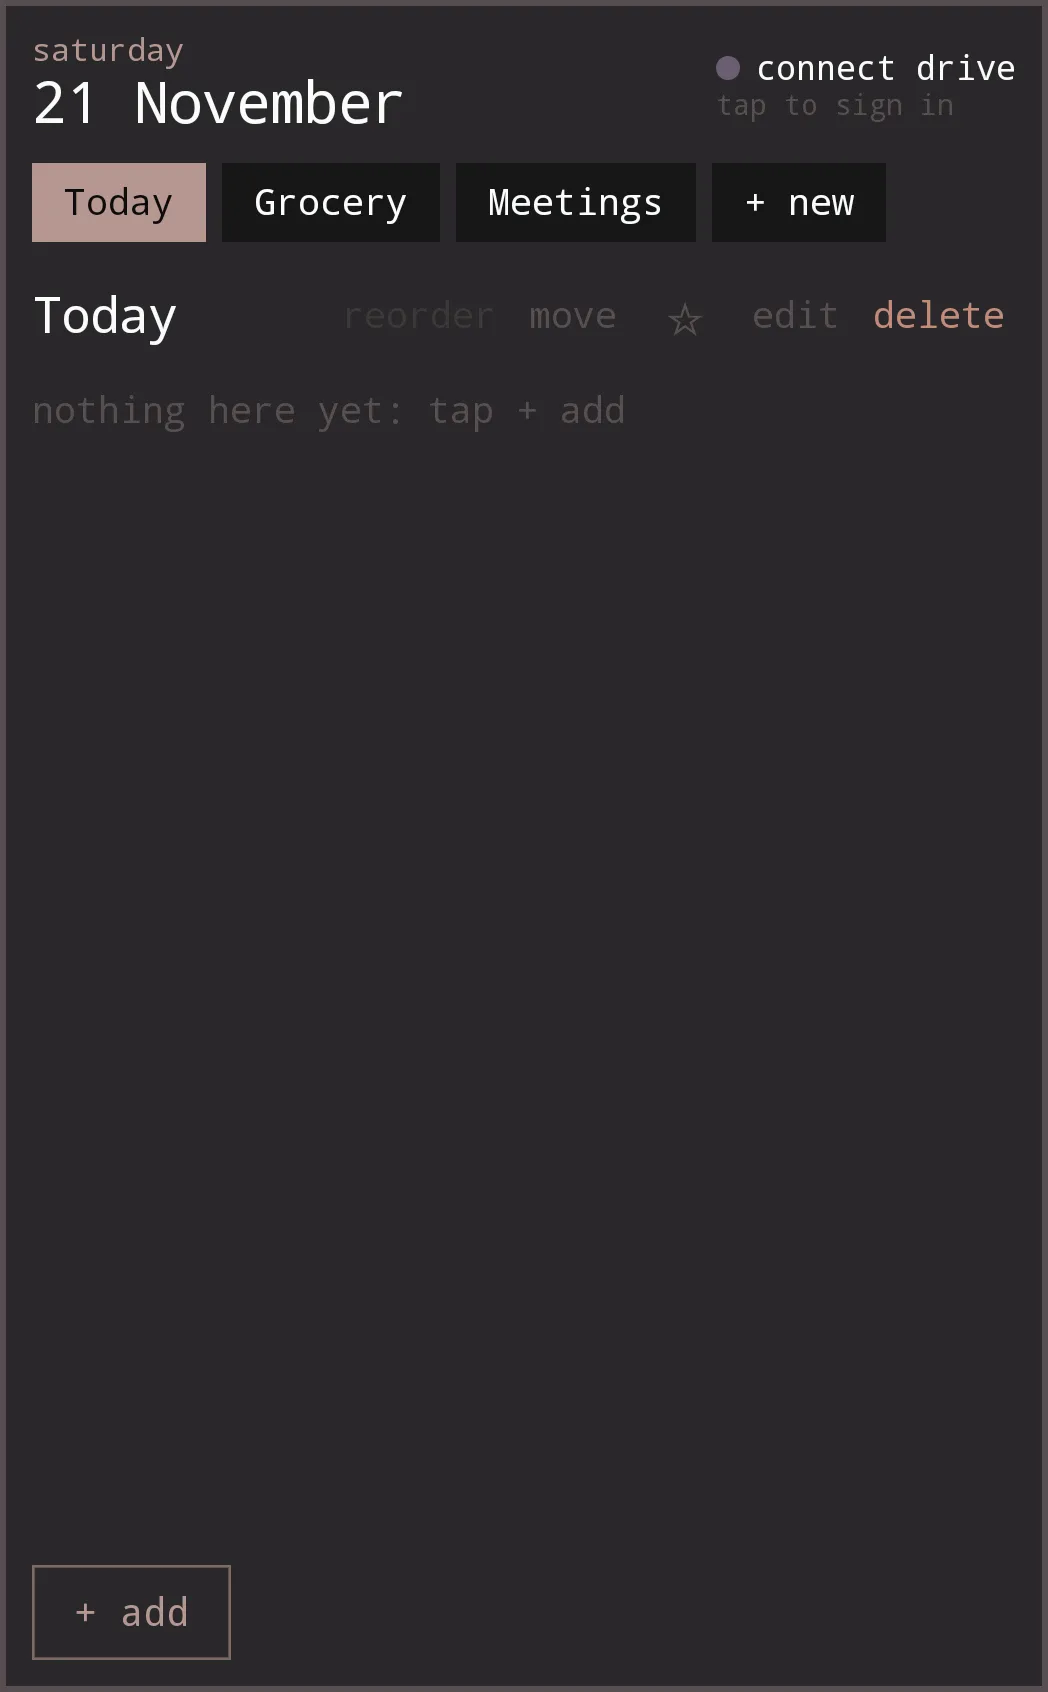 saturday
21 November
connect drive
tap to sign in
Today Grocery Meetings + new
Today reorder move ☆ edit delete
nothing here yet: tap + add
+ add